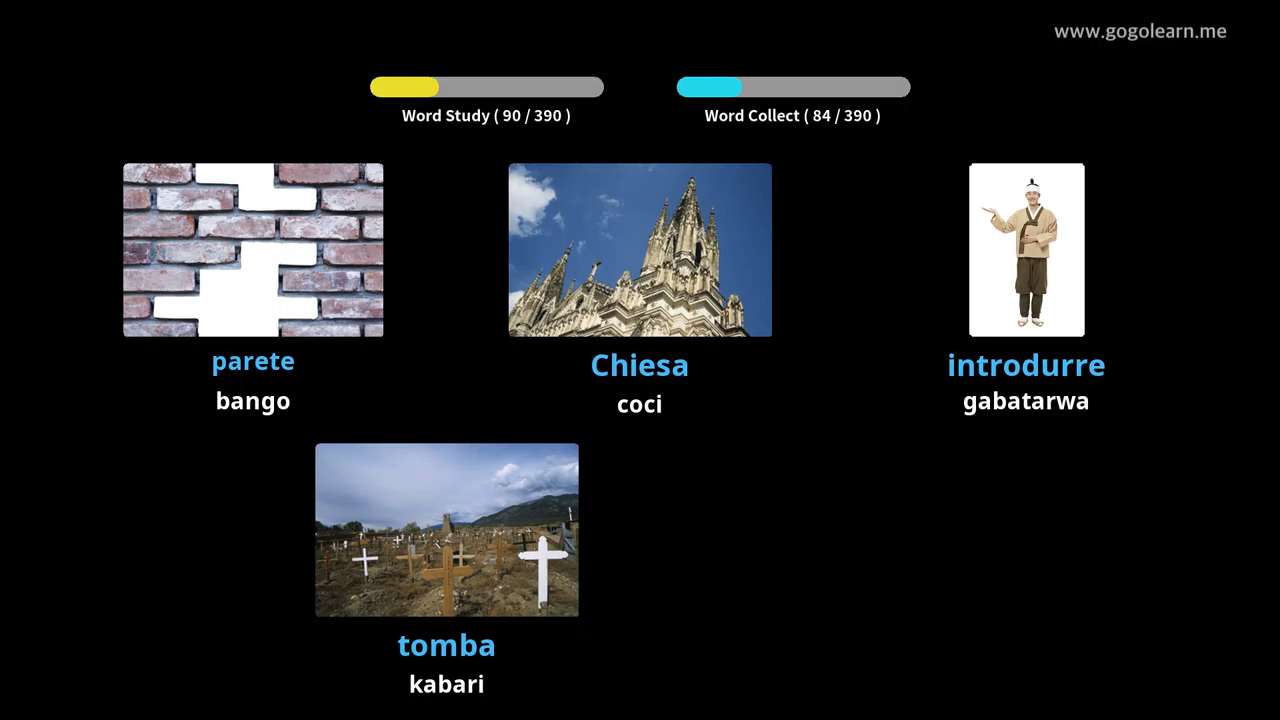 www.gogolearn.me
Word Study ( 90 / 390 )
Word Collect ( 84 / 390 )
parete
bango
Chiesa
coci
introdurre
gabatarwa
tomba
kabari